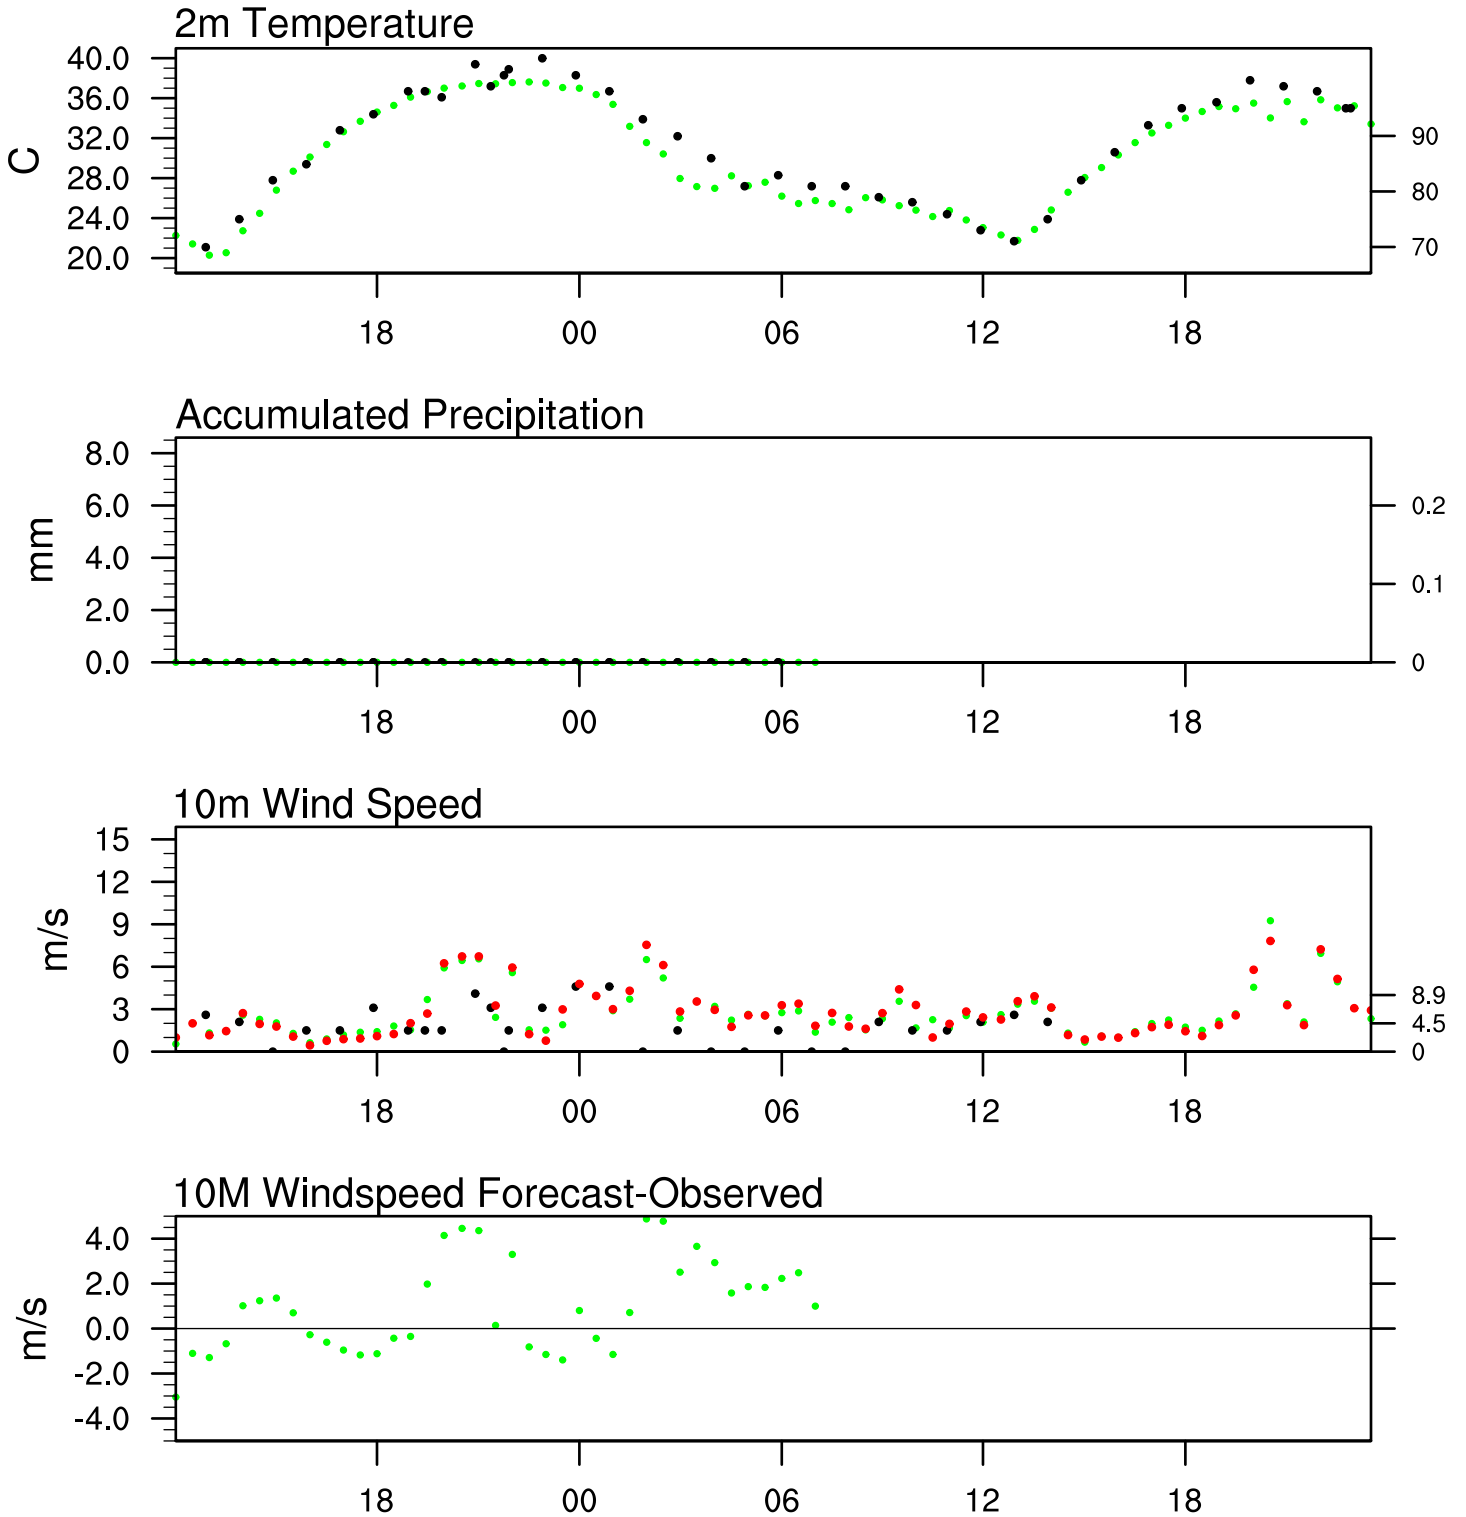 2m Temperature
C
40.0
36.0
32.0
28.0
24.0
20.0
90
80
70
18 00 06 12 18
Accumulated Precipitation
mm
8.0
6.0
4.0
2.0
0.0
0.2
0.1
0
18 00 06 12 18
10m Wind Speed
m/s
15
12
9
6
3
0
8.9
4.5
0
18 00 06 12 18
10M Windspeed Forecast-Observed
m/s
4.0
2.0
0.0
-2.0
-4.0
18 00 06 12 18